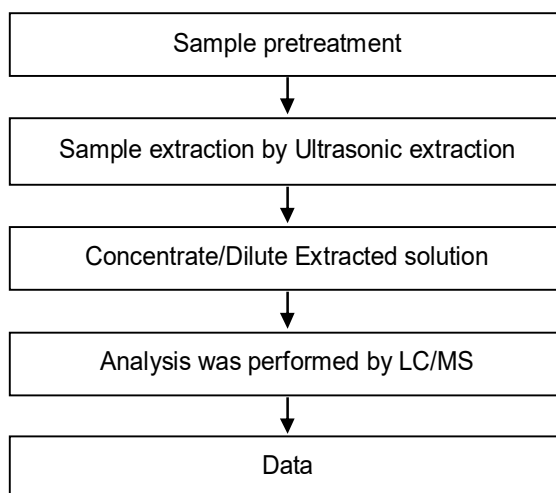 Sample pretreatment
Sample extraction by Ultrasonic extraction
Concentrate/Dilute Extracted solution
Analysis was performed by LC/MS
Data